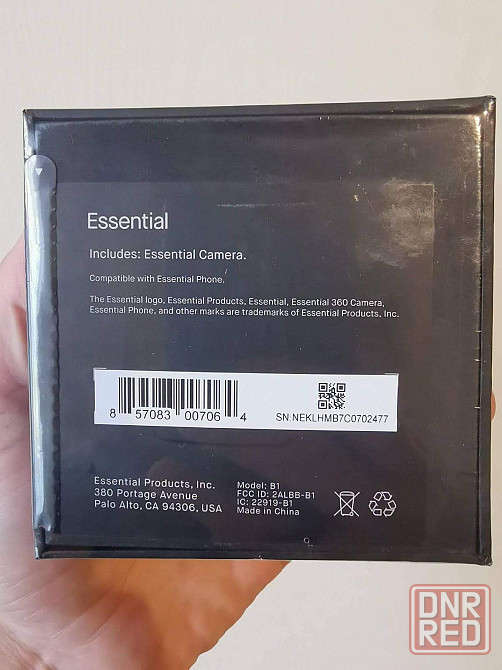 Essential
Includes: Essential Camera.
Compatible with Essential Phone.
The Essential logo, Essential Products, Essential, Essential 360 Camera,
Essential Phone, and other marks are trademarks of Essential Products, Inc.
8 57083 00706 4
SN:NEKLHMB7C0702477
Essential Products, Inc.
380 Portage Avenue
Palo Alto, CA 94306, USA
Model: B1
FCC ID: 2ALBB-B1
IC: 22919-B1
Made in China
DNR
RED